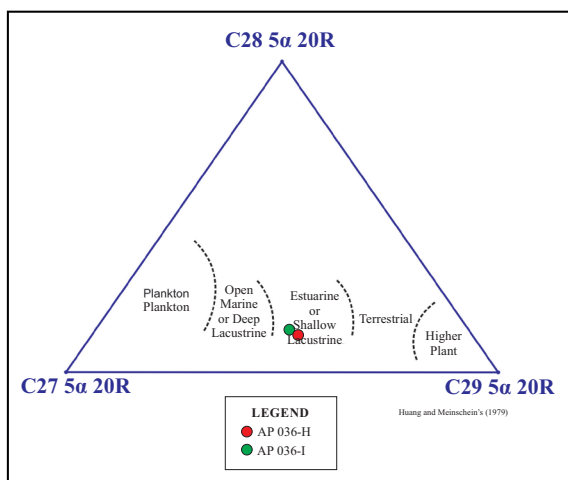 C28 5α 20R
Plankton
Plankton
Open
Marine
or Deep
Lacustrine
Estuarine
or
Shallow
Lacustrine
Terrestrial
Higher
Plant
C27 5α 20R
C29 5α 20R
LEGEND
AP 036-H
AP 036-I
Huang and Meinschein's (1979)